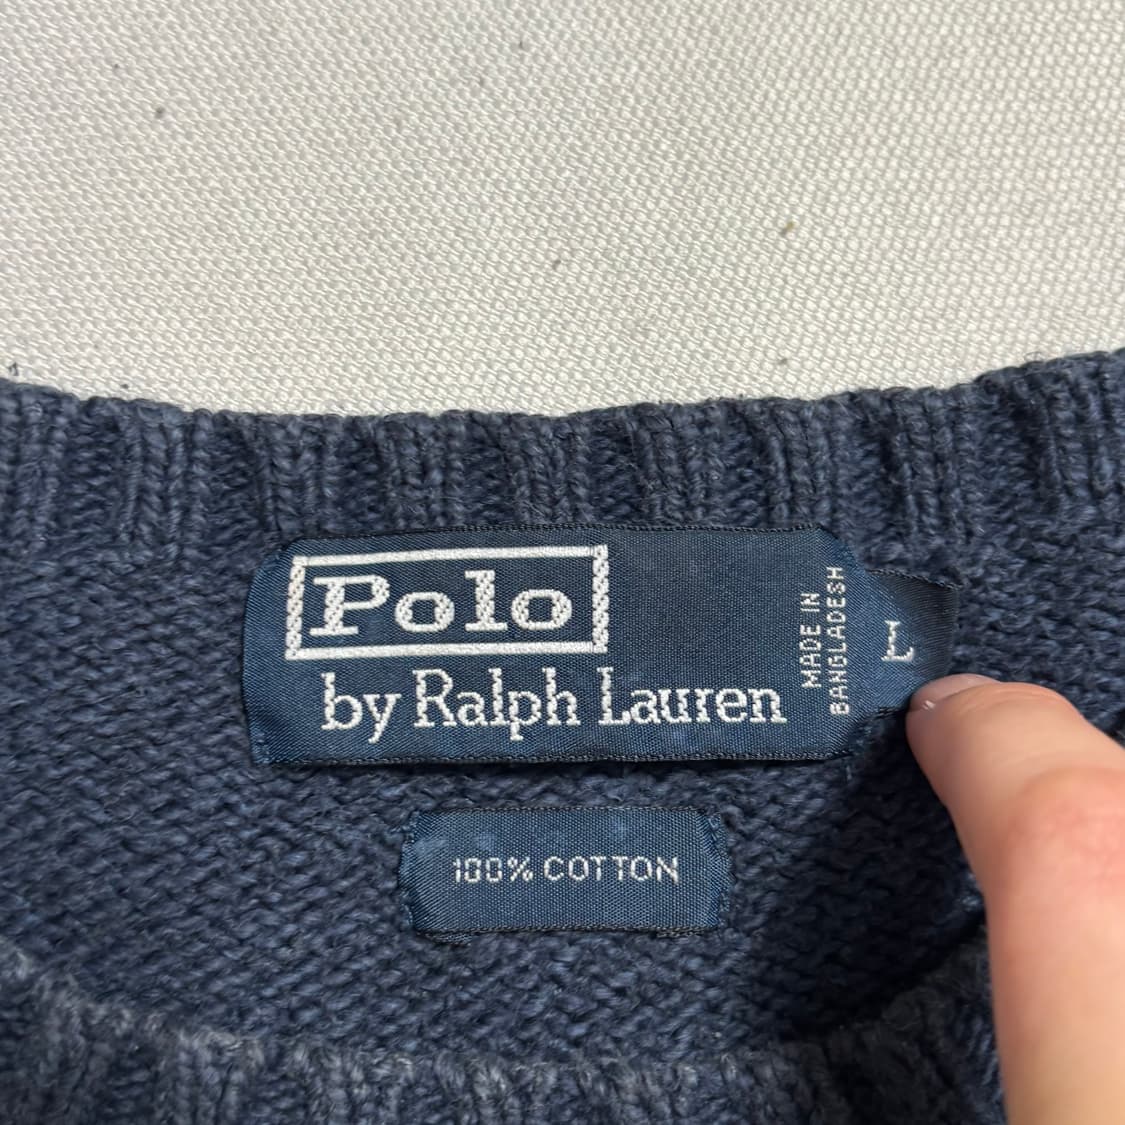 Polo
by Ralph Lauren
MADE IN
BANGLADESH
L
100% COTTON